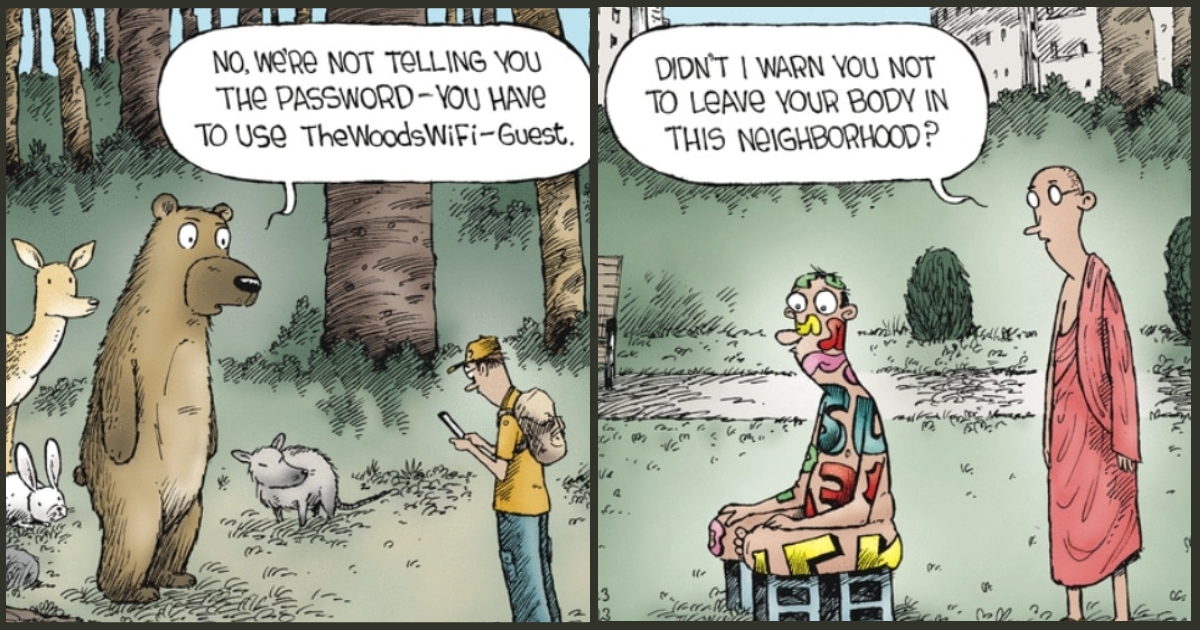 NO, WE'RE NOT TELLING YOU
THE PASSWORD-YOU HAVE
TO USE TheWoodsWiFi-Guest.
DIDN'T I WARN YOU NOT
TO LEAVE YOUR BODY IN
THIS NEIGHBORHOOD?